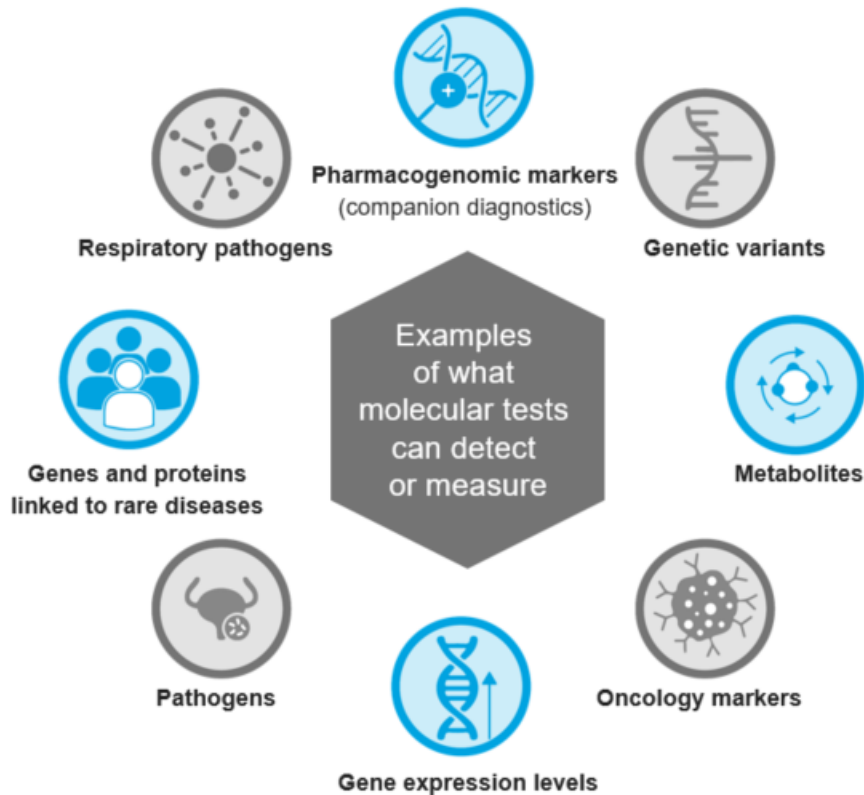 Pharmacogenomic markers
(companion diagnostics)
Respiratory pathogens
Genetic variants
Examples
of what
molecular tests
can detect
or measure
Genes and proteins
linked to rare diseases
Metabolites
Pathogens
Oncology markers
Gene expression levels